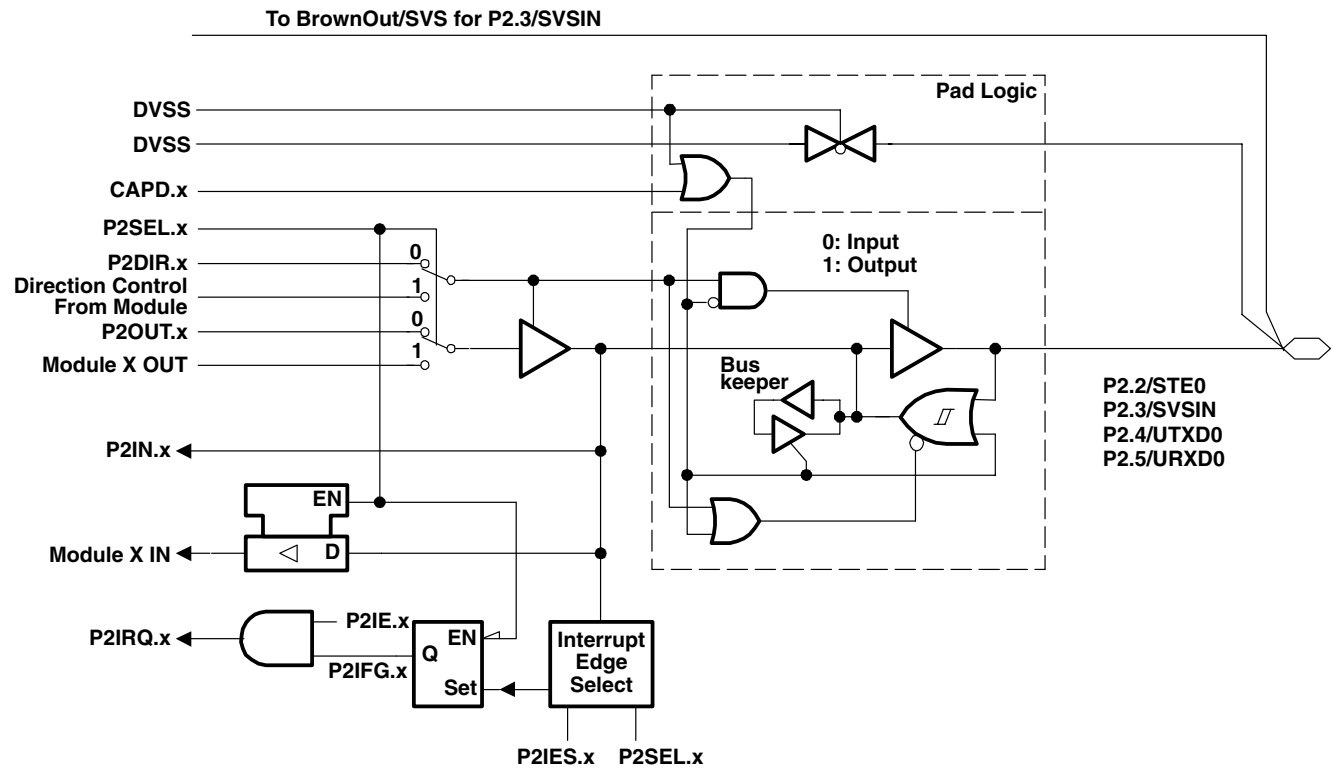 To BrownOut/SVS for P2.3/SVSIN
Pad Logic
DVSS
DVSS
CAPD.x
P2SEL.x
0: Input
1: Output
0
P2DIR.x
Direction Control
From Module
1
0
P2OUT.x
1
Module X OUT
Bus
keeper
P2.2/STE0
P2.3/SVSIN
P2.4/UTXD0
P2.5/URXD0
P2IN.x
EN
Module X IN
D
P2IE.x
P2IRQ.x
P2IFG.x
EN
Q
Set
Interrupt
Edge
Select
P2IES.x
P2SEL.x